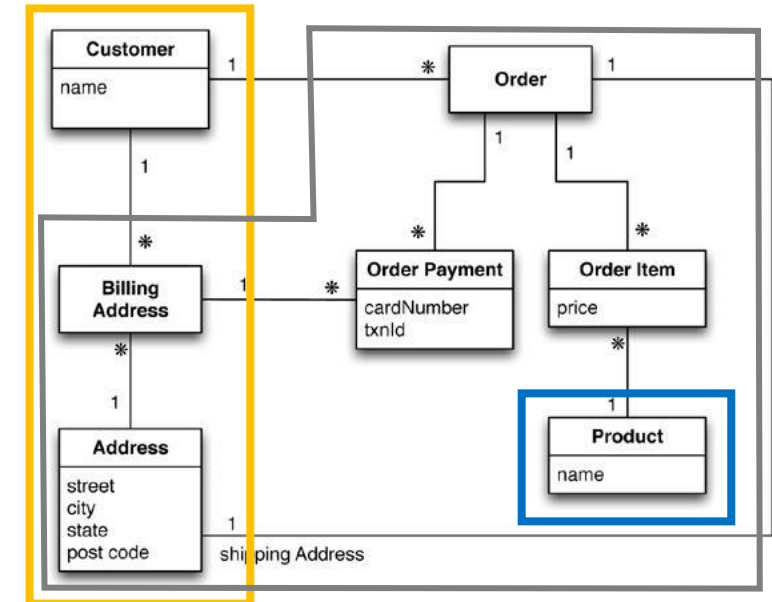 Customer
name
1
*
Order
1
1
*
1
*
1
*
Billing
Address
1
*
Order Payment
cardNumber
txnId
Order Item
price
*
1
Product
name
*
1
Address
street
city
state
post code
1
shipping Address